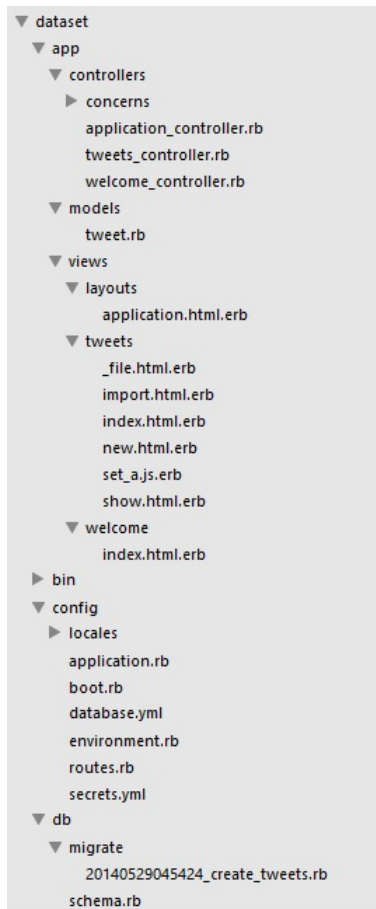 dataset
app
controllers
concerns
application_controller.rb
tweets_controller.rb
welcome_controller.rb
models
tweet.rb
views
layouts
application.html.erb
tweets
_file.html.erb
import.html.erb
index.html.erb
new.html.erb
set_a.js.erb
show.html.erb
welcome
index.html.erb
bin
config
locales
application.rb
boot.rb
database.yml
environment.rb
routes.rb
secrets.yml
db
migrate
20140529045424_create_tweets.rb
schema.rb